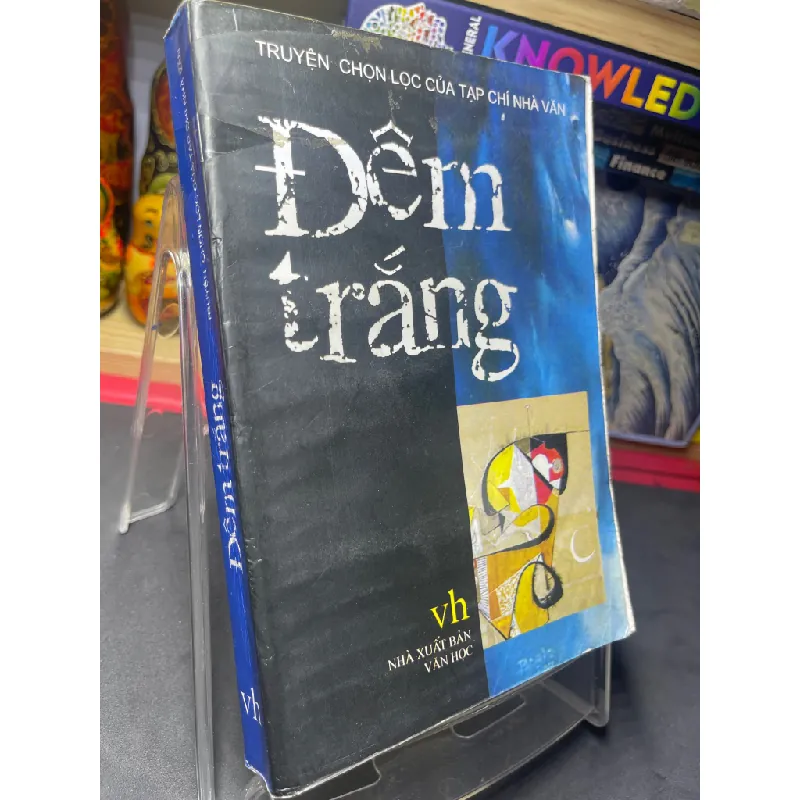 TRUYỆN CHỌN LỌC CỦA TẠP CHÍ NHÀ VĂN
Đêm
trắng
vh
NHÀ XUẤT BẢN
VĂN HỌC
Đêm trắng
vh
GENERAL
KNOWLED
Finance